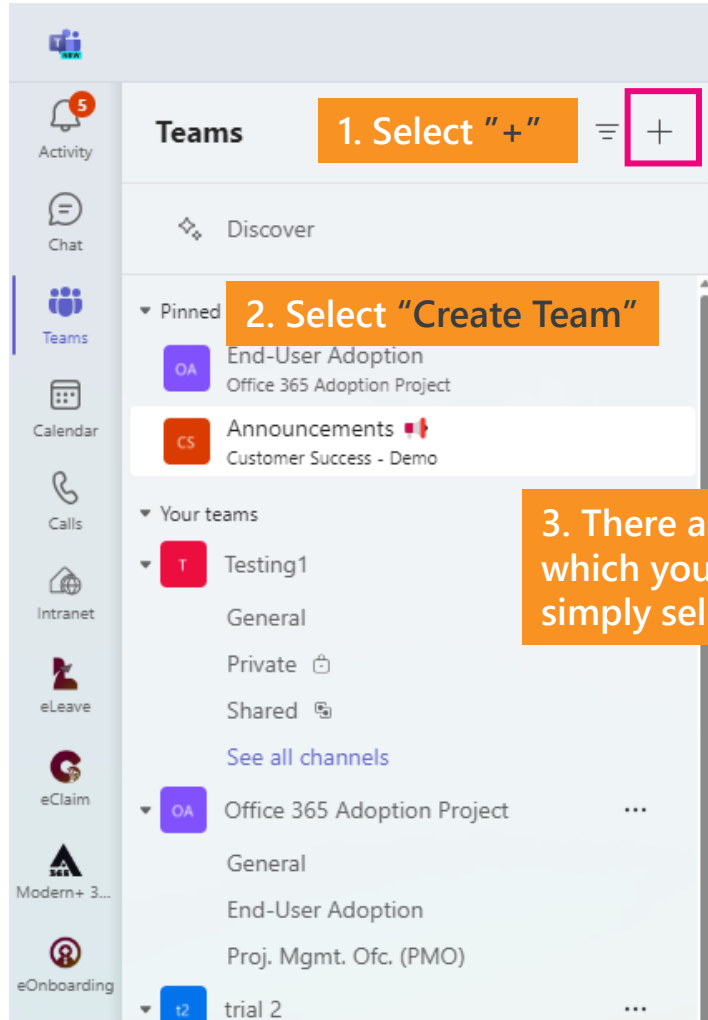 NEW
5
Activity
Teams
1. Select "+"
Chat
Discover
Teams
Pinned
2. Select “Create Team”
OA
End-User Adoption
Office 365 Adoption Project
Calendar
CS
Announcements
Customer Success - Demo
Calls
Your teams
3. There a
which you
simply sel
T
Testing1
Intranet
General
Private
eLeave
Shared
See all channels
eClaim
OA
Office 365 Adoption Project
...
365
Modern+ 3...
General
End-User Adoption
Proj. Mgmt. Ofc. (PMO)
eOnboarding
t2
trial 2
...